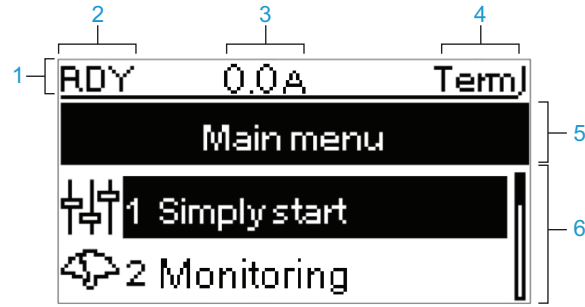 2 3 4
1 RDY 0.0A Term)
Main menu 5
1 Simply start 6
2 Monitoring